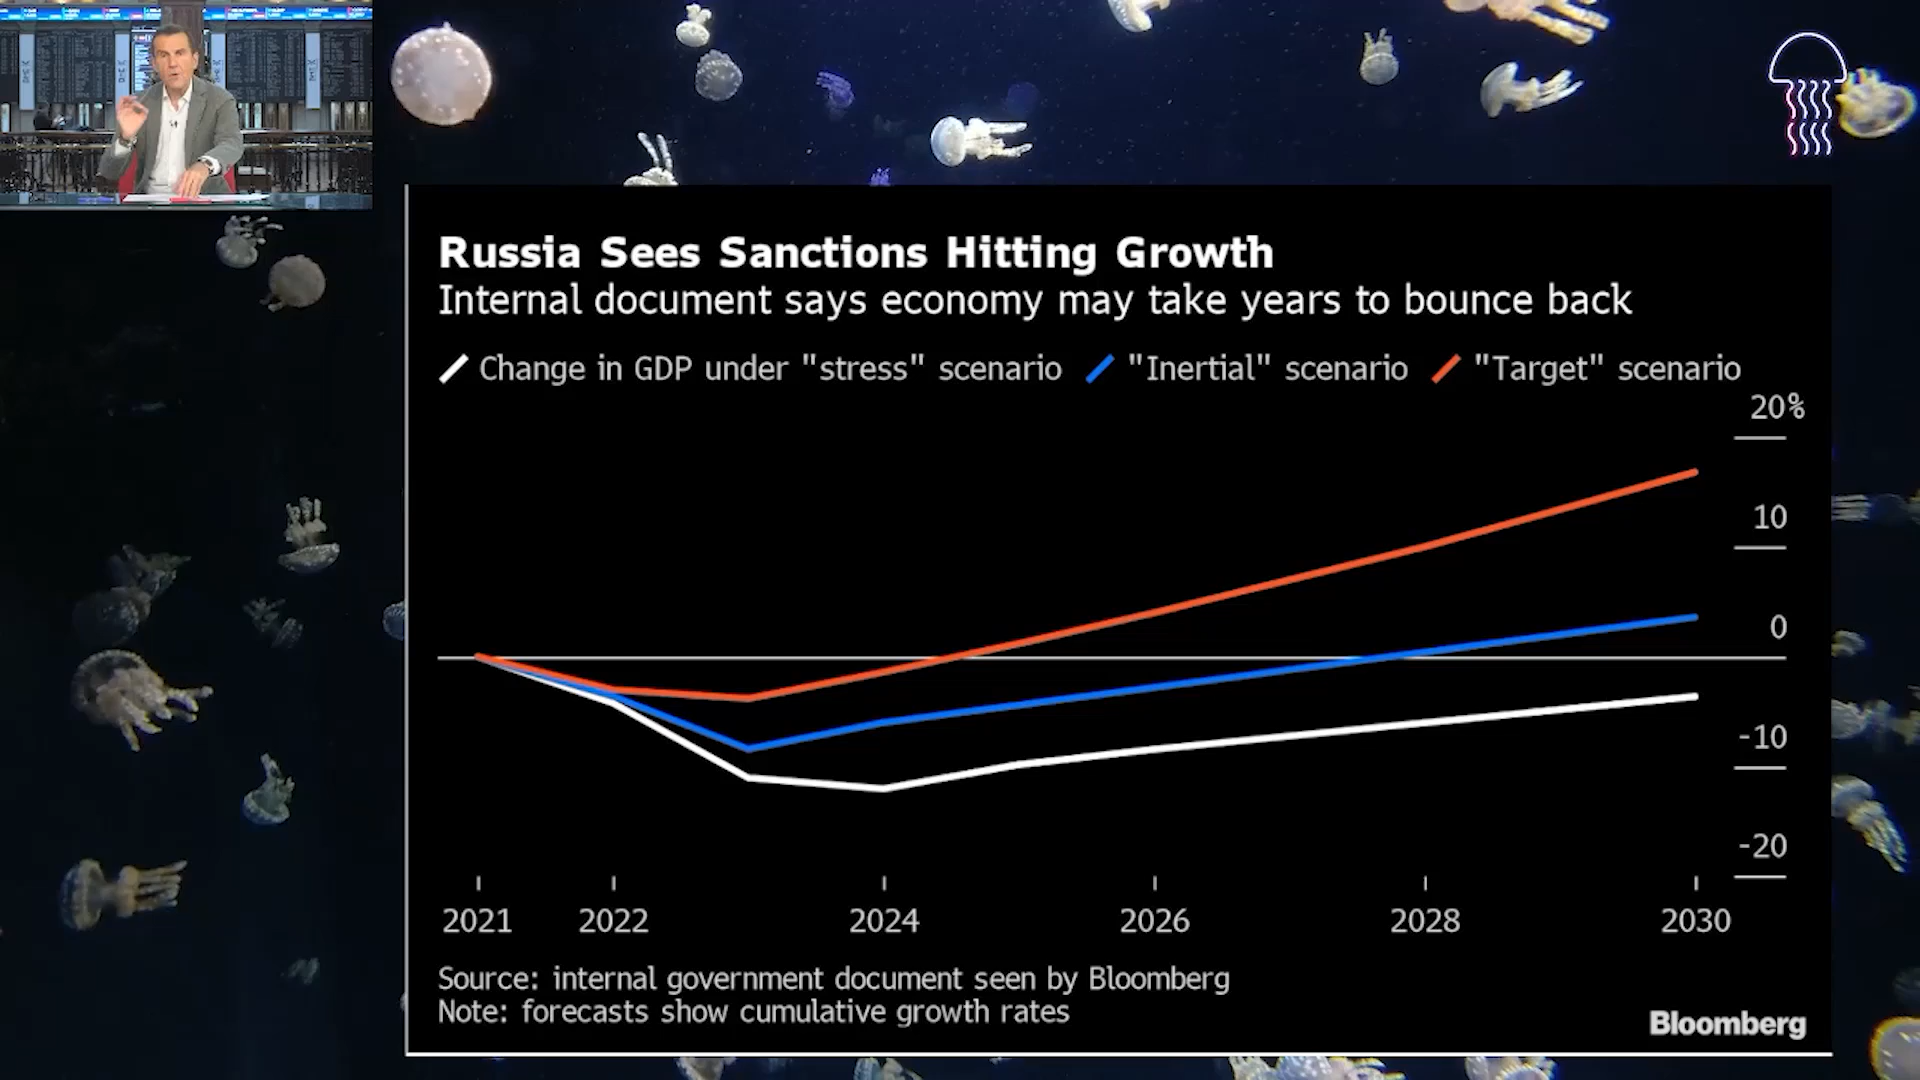 Russia Sees Sanctions Hitting Growth
Internal document says economy may take years to bounce back
Change in GDP under "stress" scenario "Inertial" scenario "Target" scenario
20%
10
0
-10
-20
2021 2022 2024 2026 2028 2030
Source: internal government document seen by Bloomberg
Note: forecasts show cumulative growth rates
Bloomberg